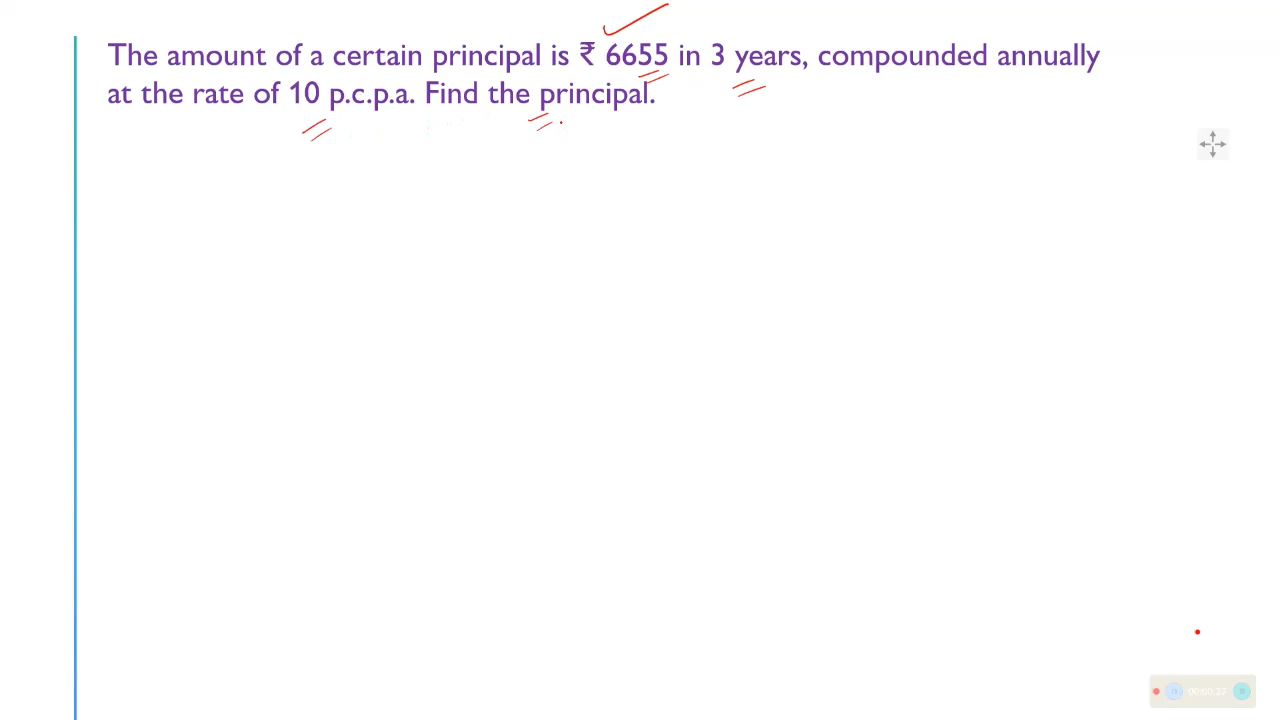 The amount of a certain principal is ₹ 6655 in 3 years, compounded annually
at the rate of 10 p.c.p.a. Find the principal.